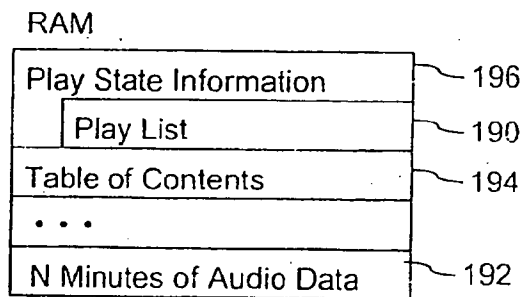 RAM
Play State Information 196
Play List 190
Table of Contents 194
• • •
N Minutes of Audio Data 192